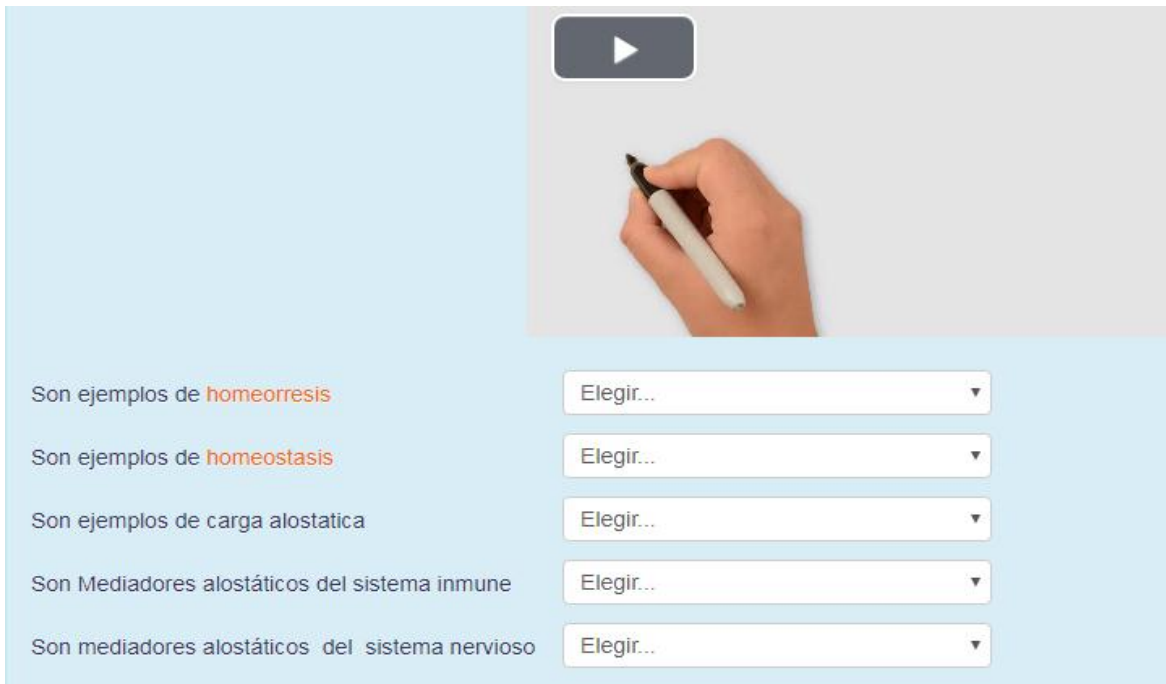 Son ejemplos de homeorresis Elegir...
Son ejemplos de homeostasis Elegir...
Son ejemplos de carga alostatica Elegir...
Son Mediadores alostáticos del sistema inmune Elegir...
Son mediadores alostáticos del sistema nervioso Elegir...